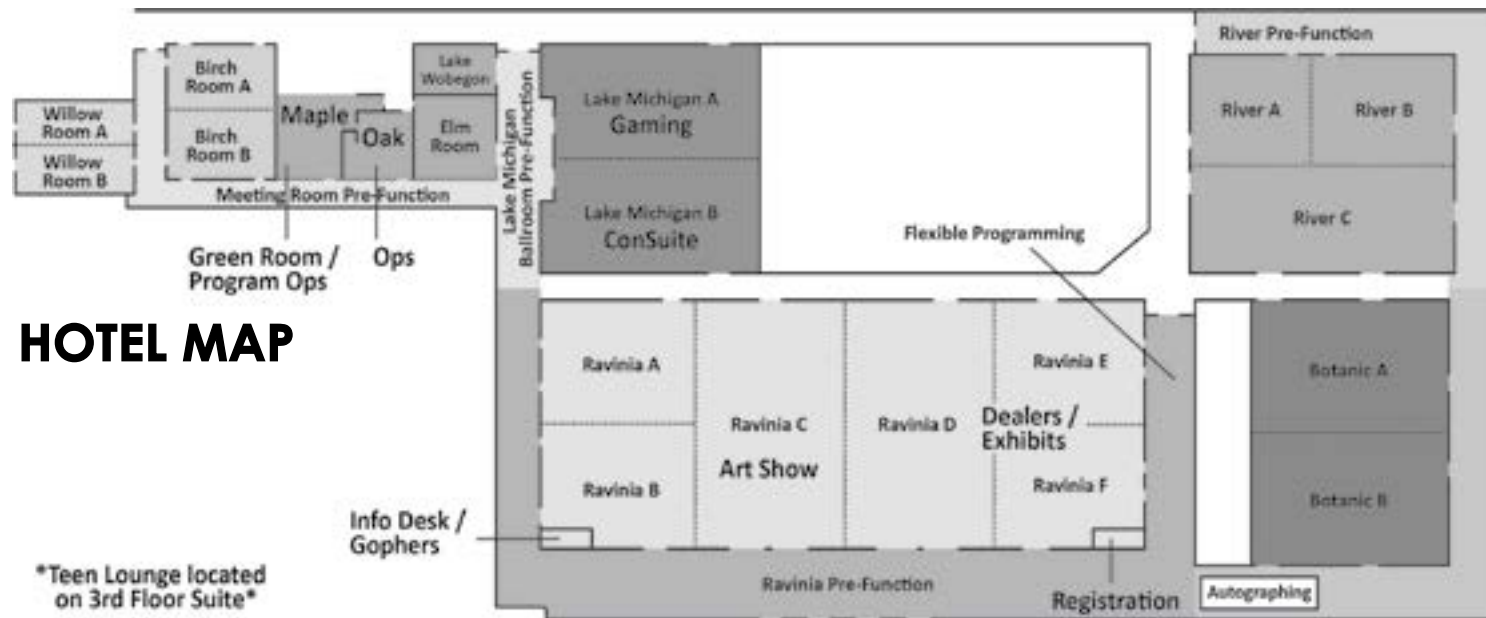 River Pre-Function
Birch
Room A
Lake
Wobegon
Willow
Room A
Maple
Oak
Birch
Room B
Elm
Room
Willow
Room B
Meeting Room Pre-Function
Lake Michigan
Ballroom Pre-Function
Lake Michigan A
Gaming
Lake Michigan B
ConSuite
River A
River B
River C
Flexible Programming
Green Room /
Program Ops
Ops
HOTEL MAP
Ravinia A
Ravinia B
Ravinia C
Art Show
Ravinia D
Ravinia E
Dealers /
Exhibits
Ravinia F
Botanic A
Botanic B
Info Desk /
Gophers
*Teen Lounge located
on 3rd Floor Suite*
Ravinia Pre-Function
Registration
Autographing